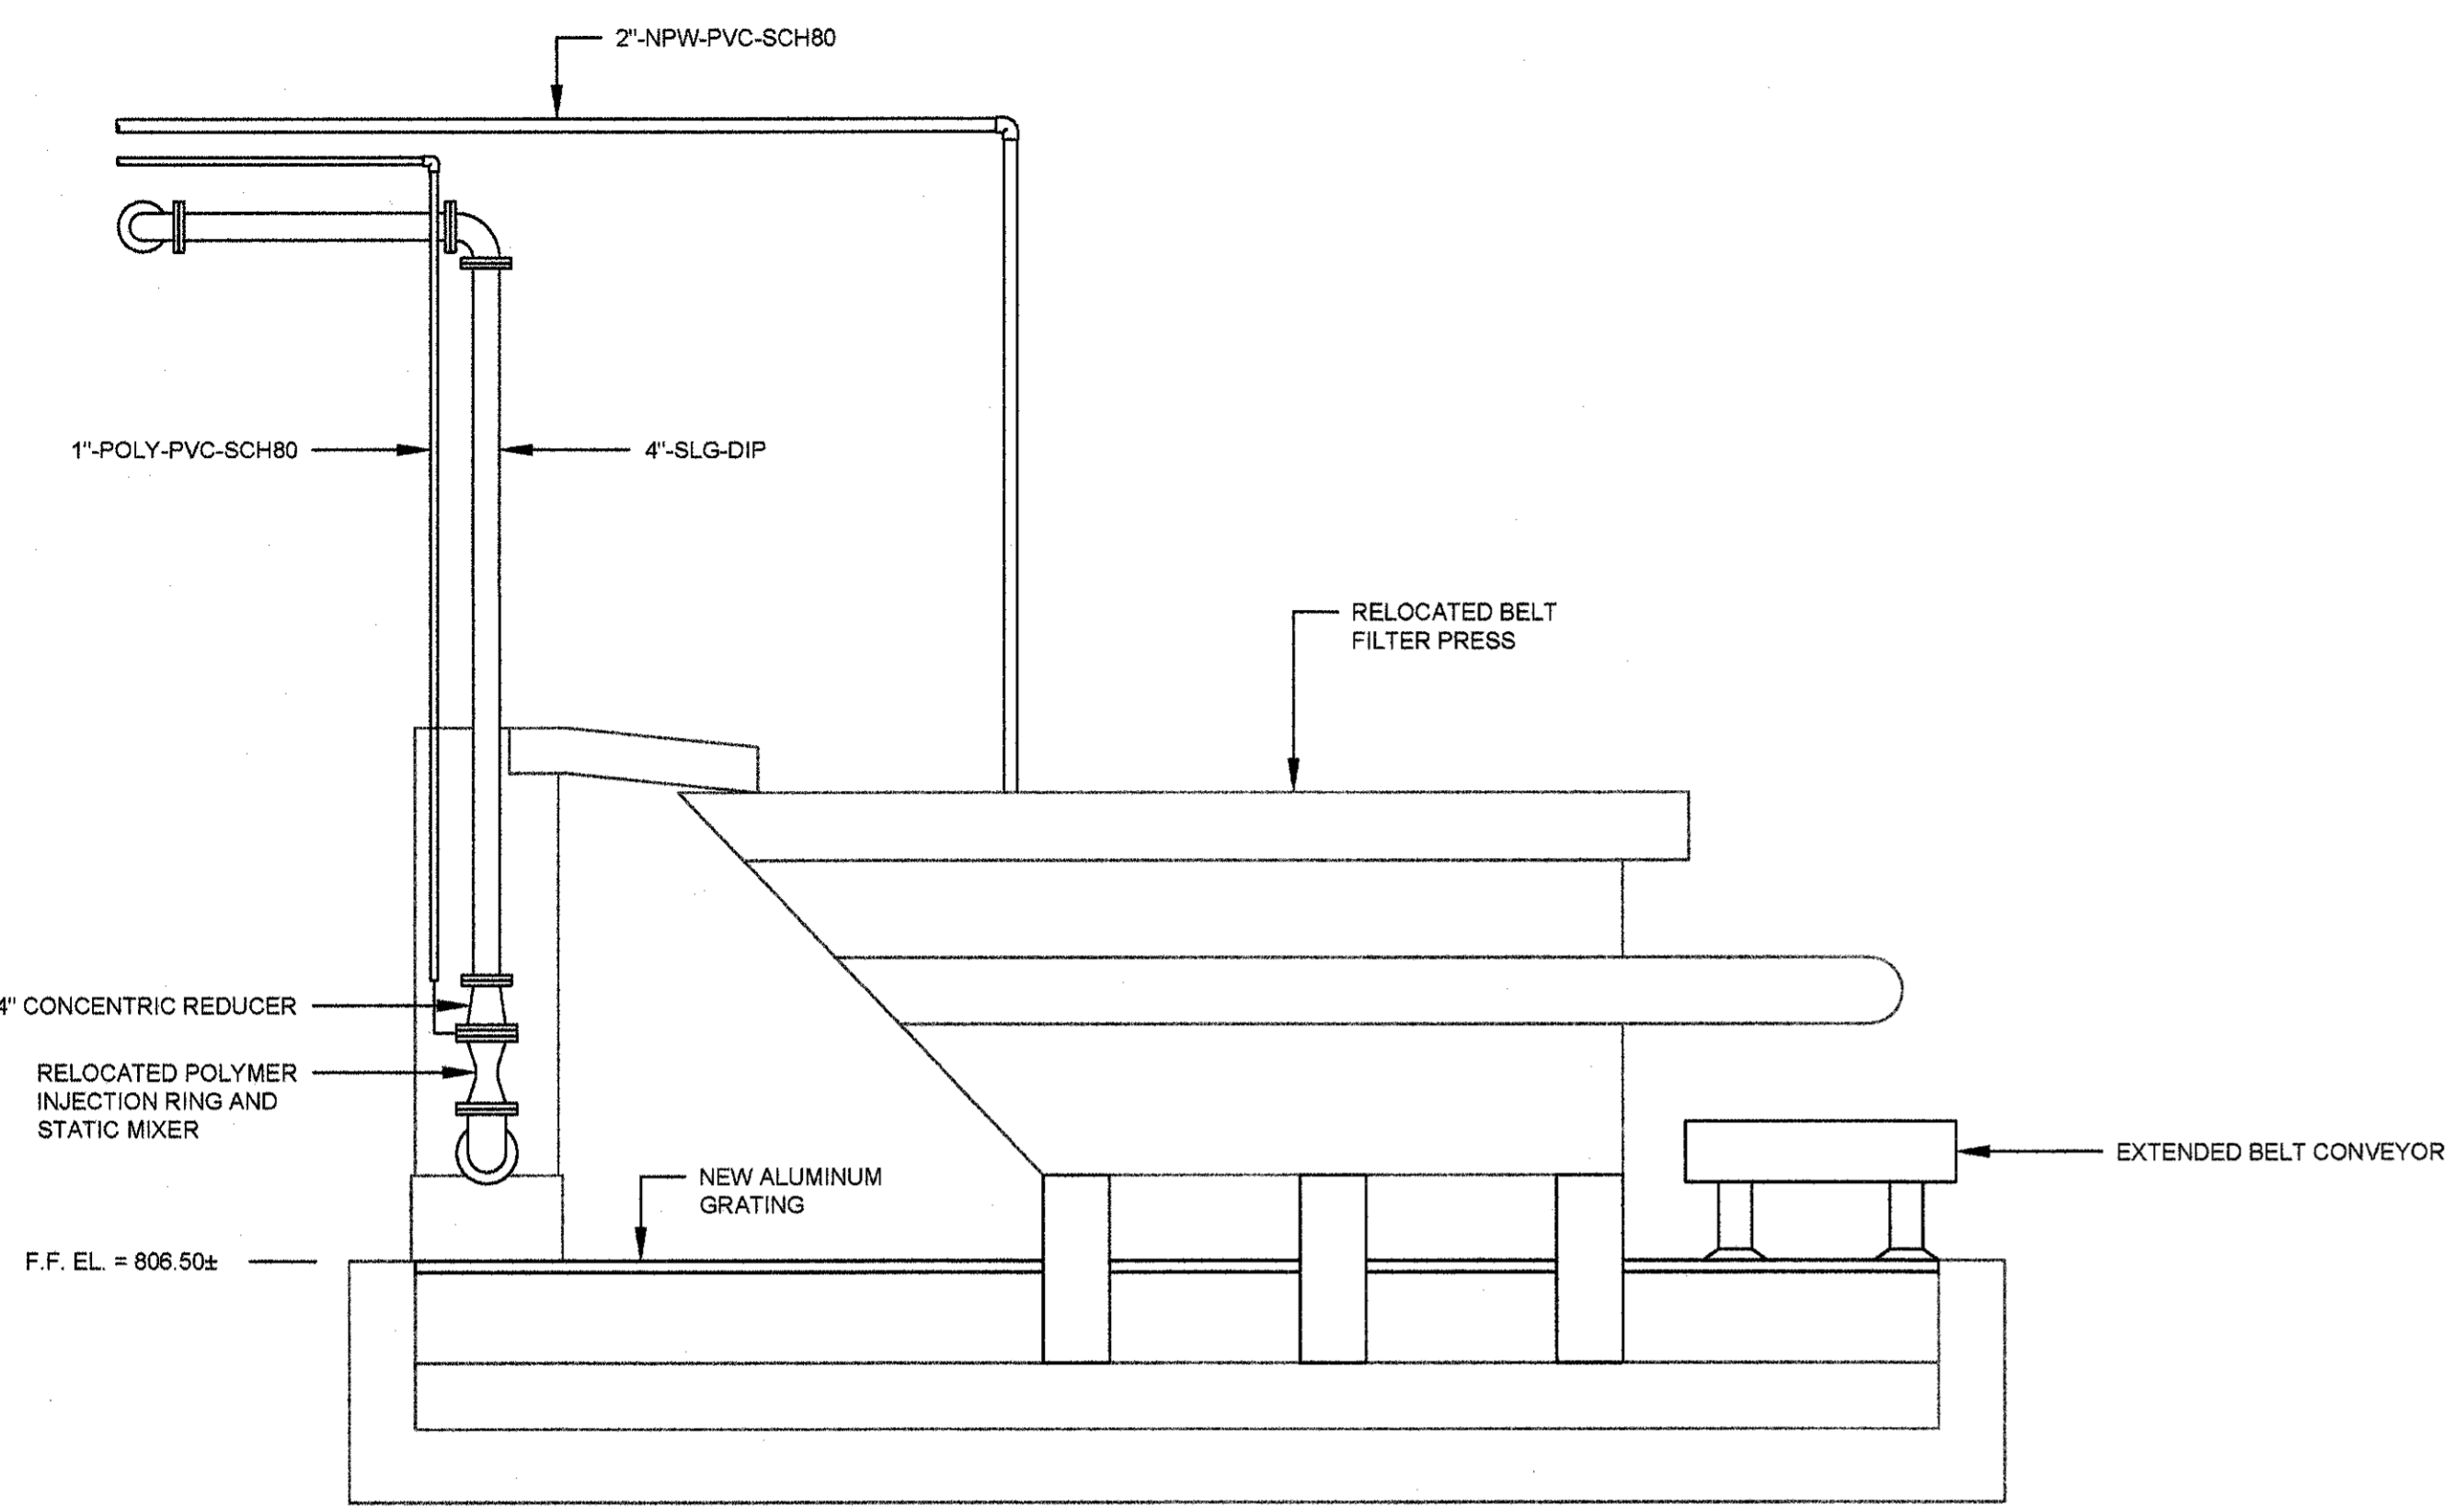 2"-NPW-PVC-SCH80
1"-POLY-PVC-SCH80
4"-SLG-DIP
RELOCATED BELT
FILTER PRESS
4" CONCENTRIC REDUCER
RELOCATED POLYMER
INJECTION RING AND
STATIC MIXER
NEW ALUMINUM
GRATING
EXTENDED BELT CONVEYOR
F.F. EL. = 806.50±